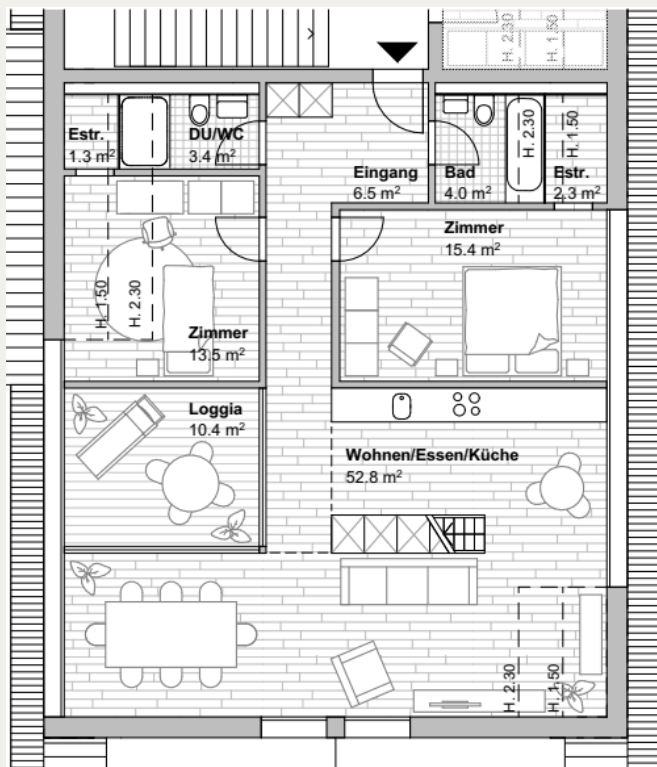 H. 2.30
H. 1.50
Estr.
1.3 m²
DU/WC
3.4 m²
Eingang
6.5 m²
Bad
4.0 m²
H. 2.30
H. 1.50
Estr.
2.3 m²
Zimmer
15.4 m²
H. 1.50
H. 2.30
Zimmer
13.5 m²
Loggia
10.4 m²
Wohnen/Essen/Küche
52.8 m²
H. 2.30
H. 1.50